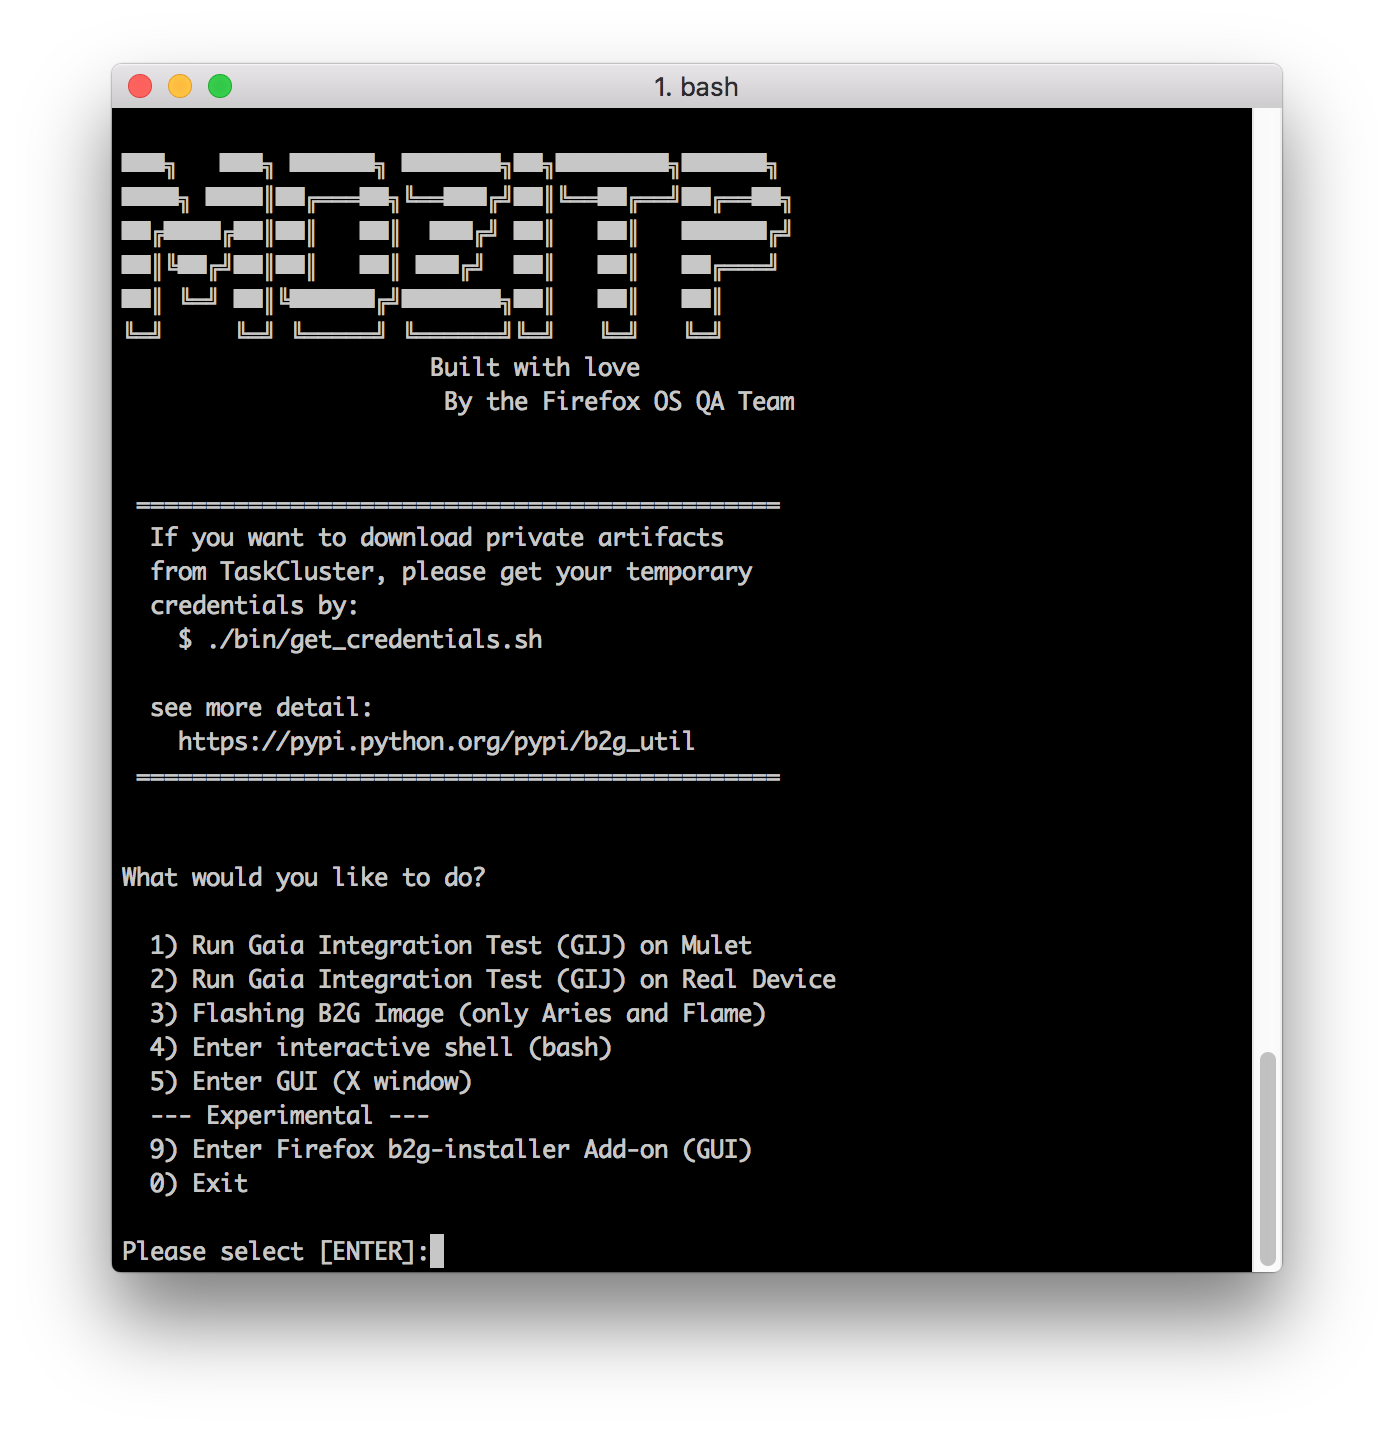 1. bash
MOZITP
Built with love
By the Firefox OS QA Team
==============================================
If you want to download private artifacts
from TaskCluster, please get your temporary
credentials by:
$ ./bin/get_credentials.sh
see more detail:
https://pypi.python.org/pypi/b2g_util
==============================================
What would you like to do?
1) Run Gaia Integration Test (GIJ) on Mulet
2) Run Gaia Integration Test (GIJ) on Real Device
3) Flashing B2G Image (only Aries and Flame)
4) Enter interactive shell (bash)
5) Enter GUI (X window)
--- Experimental ---
9) Enter Firefox b2g-installer Add-on (GUI)
0) Exit
Please select [ENTER]: